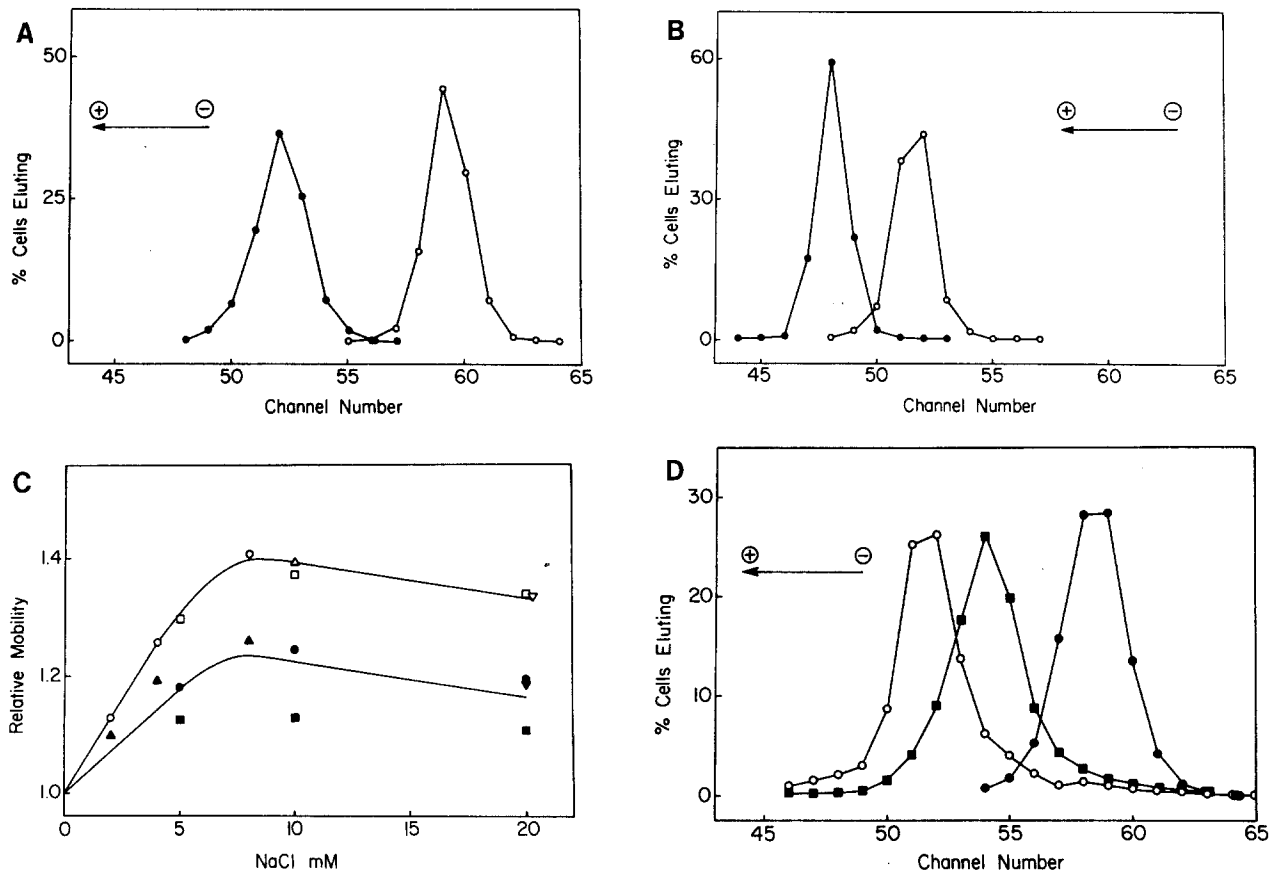 A
50
25
0
⊕ ⊖
% Cells Eluting
45 50 55 60 65
Channel Number
B
60
30
0
⊕ ⊖
% Cells Eluting
45 50 55 60 65
Channel Number
C
1.4
1.2
1.0
Relative Mobility
0 5 10 15 20
NaCl mM
D
30
20
10
0
⊕ ⊖
% Cells Eluting
45 50 55 60 65
Channel Number